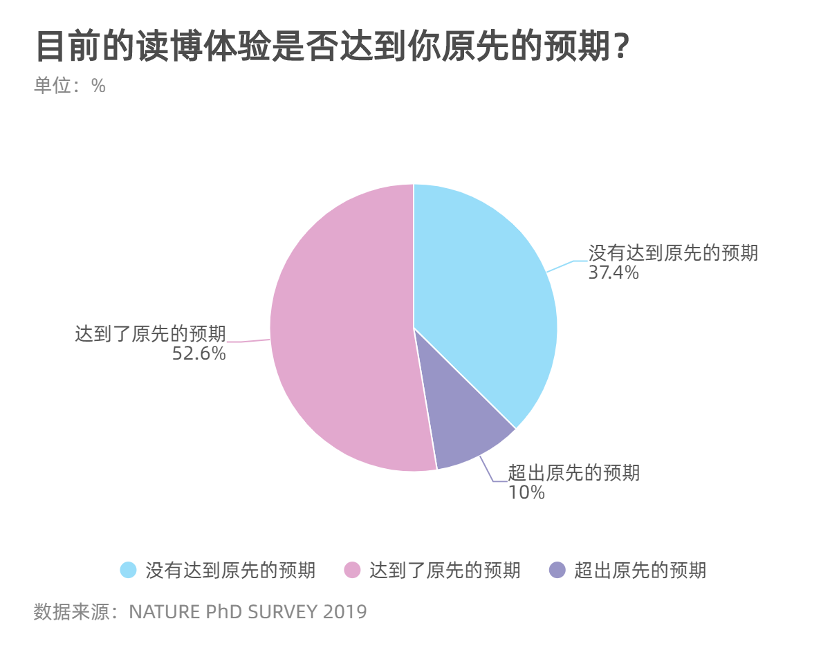 目前的读博体验是否达到你原先的预期？
单位：%
没有达到原先的预期
37.4%
达到了原先的预期
52.6%
超出原先的预期
10%
没有达到原先的预期 达到了原先的预期 超出原先的预期
数据来源：NATURE PhD SURVEY 2019